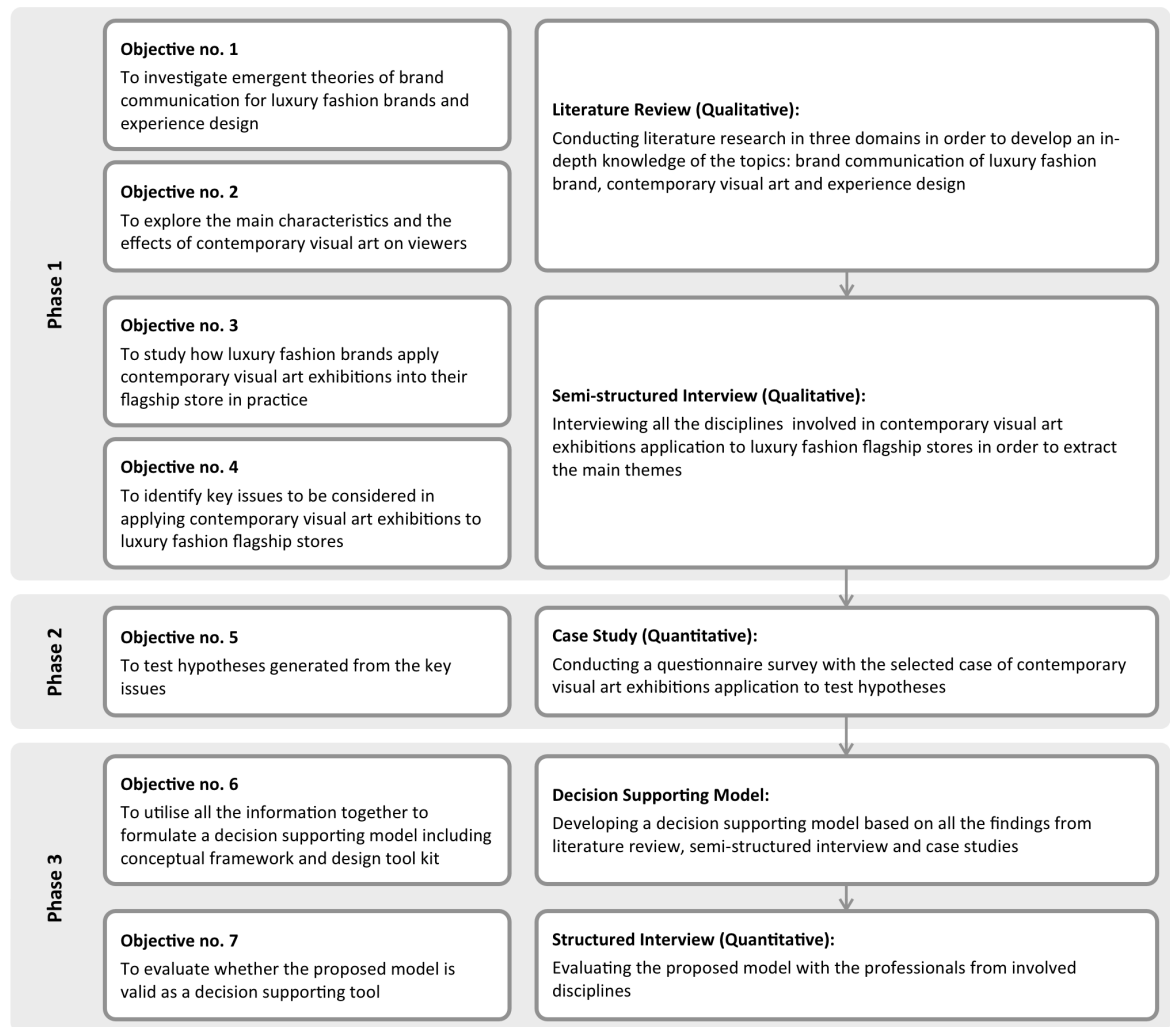 Phase 1
Objective no. 1
To investigate emergent theories of brand
communication for luxury fashion brands and
experience design
Objective no. 2
To explore the main characteristics and the
effects of contemporary visual art on viewers
Literature Review (Qualitative):
Conducting literature research in three domains in order to develop an in-
depth knowledge of the topics: brand communication of luxury fashion
brand, contemporary visual art and experience design
Objective no. 3
To study how luxury fashion brands apply
contemporary visual art exhibitions into their
flagship store in practice
Objective no. 4
To identify key issues to be considered in
applying contemporary visual art exhibitions to
luxury fashion flagship stores
Semi-structured Interview (Qualitative):
Interviewing all the disciplines  involved in contemporary visual art
exhibitions application to luxury fashion flagship stores in order to extract
the main themes
Phase 2
Objective no. 5
To test hypotheses generated from the key
issues
Case Study (Quantitative):
Conducting a questionnaire survey with the selected case of contemporary
visual art exhibitions application to test hypotheses
Phase 3
Objective no. 6
To utilise all the information together to
formulate a decision supporting model including
conceptual framework and design tool kit
Decision Supporting Model:
Developing a decision supporting model based on all the findings from
literature review, semi-structured interview and case studies
Objective no. 7
To evaluate whether the proposed model is
valid as a decision supporting tool
Structured Interview (Quantitative):
Evaluating the proposed model with the professionals from involved
disciplines